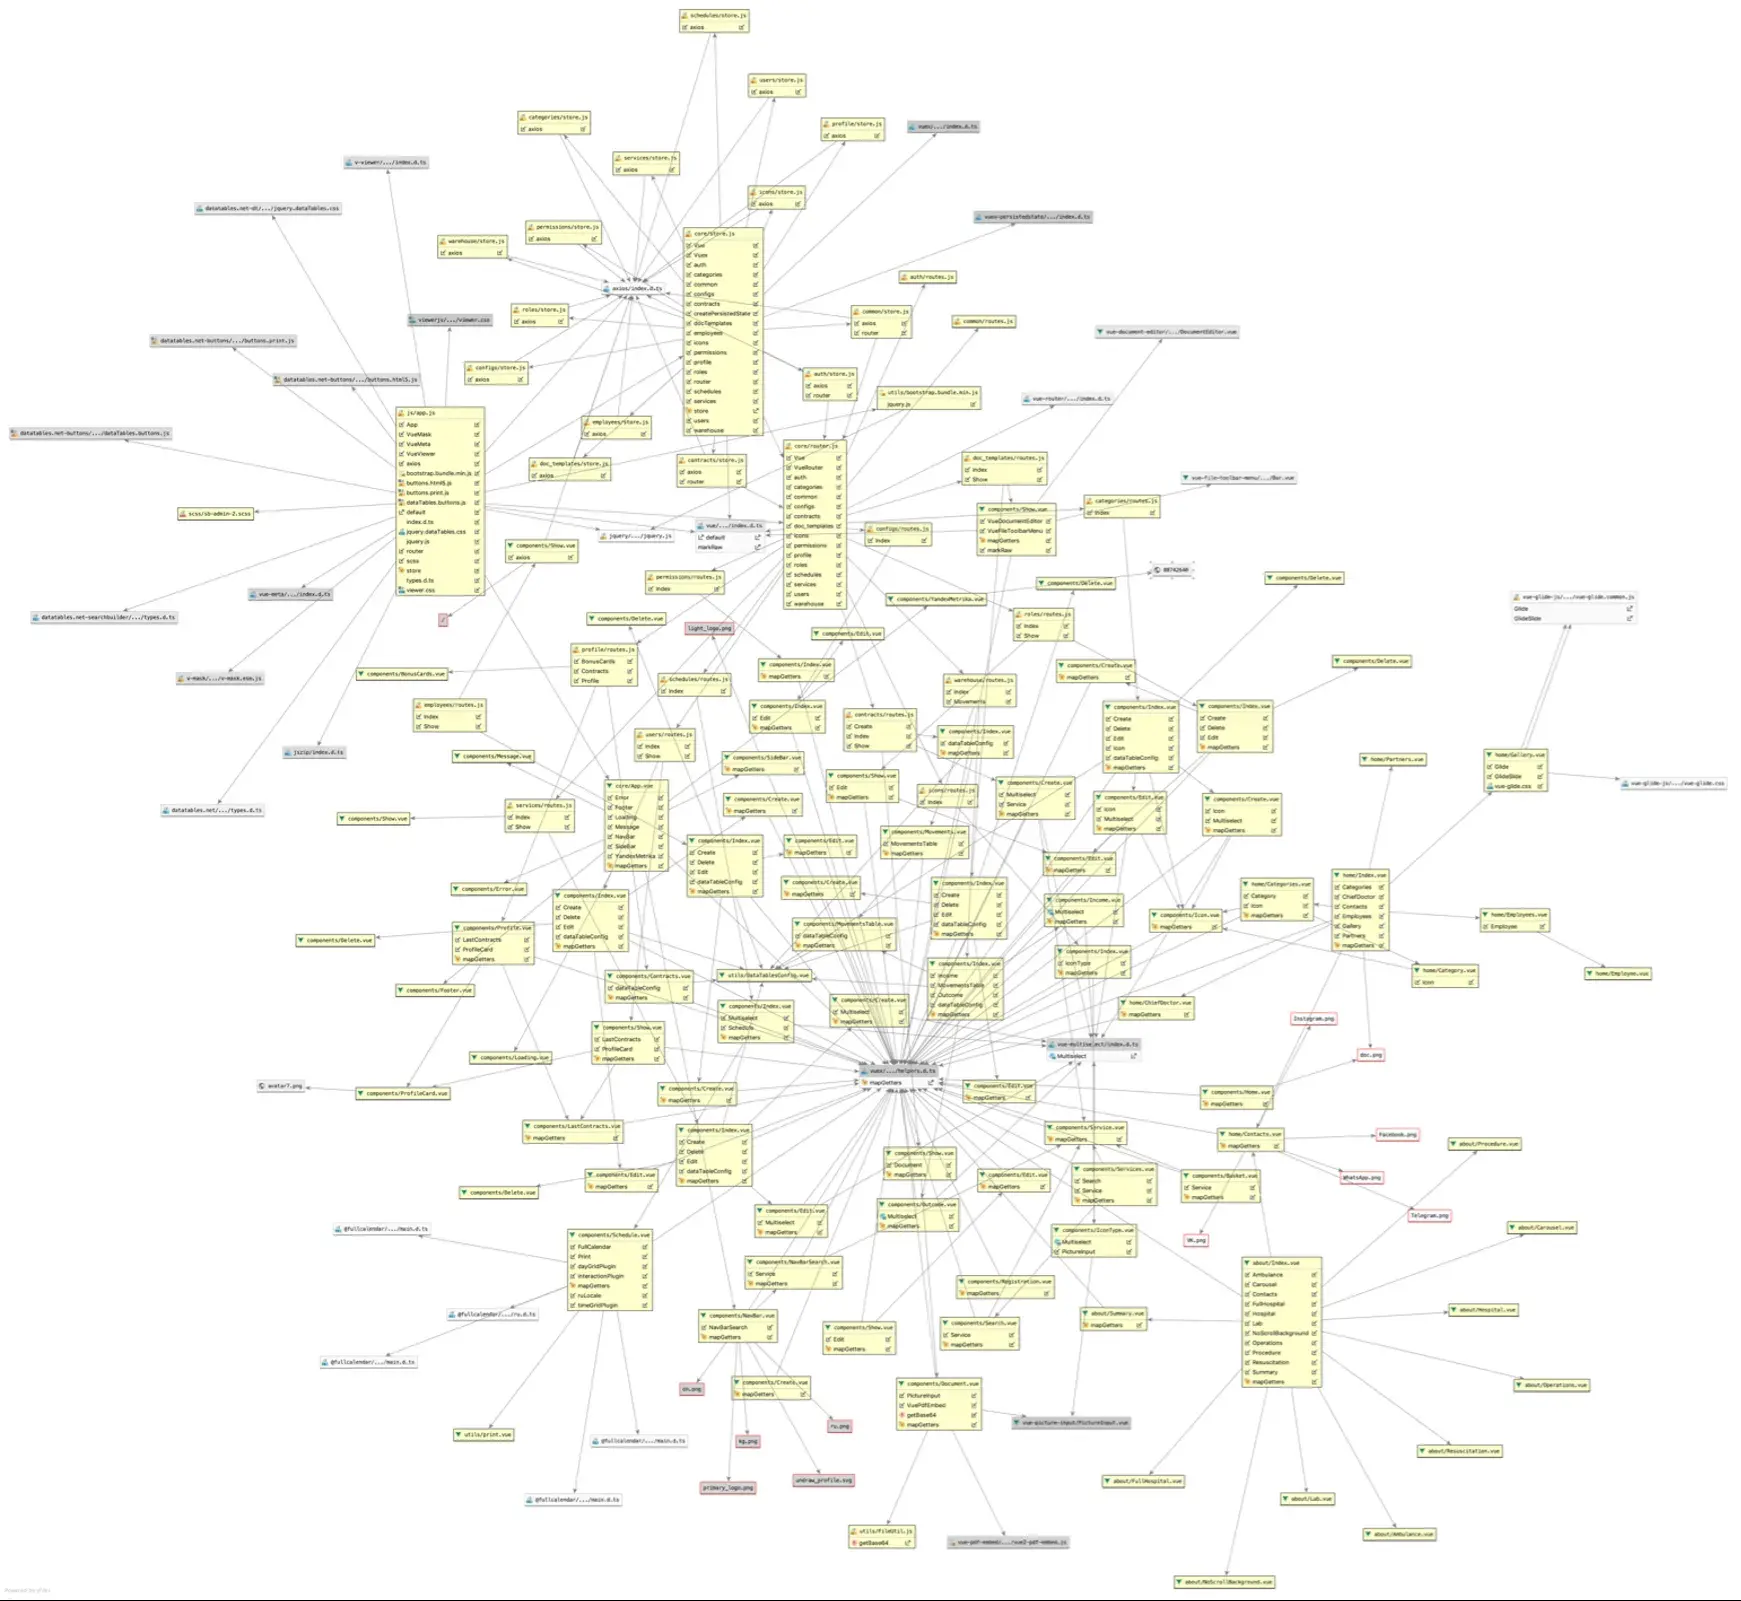 schedules/store.js
axios
users/store.js
axios
categories/store.js
axios
profile/store.js
axios
vuex/.../index.d.ts
v-viewer/.../index.d.ts
services/store.js
axios
icons/store.js
axios
datatables.net-dt/.../jquery.dataTables.css
vuex-persistedstate/.../index.d.ts
permissions/store.js
axios
warehouse/store.js
axios
core/Store.js
Vue
Vuex
auth
categories
common
configs
contracts
createPersistedState
docTemplates
employees
icons
permissions
profile
roles
router
schedules
services
store
users
warehouse
auth/routes.js
axios/index.d.ts
roles/store.js
axios
common/store.js
axios
router
common/routes.js
viewerjs/.../viewer.css
vue-document-editor/.../DocumentEditor.vue
datatables.net-buttons/.../buttons.print.js
configs/store.js
axios
auth/store.js
axios
router
datatables.net-buttons/.../buttons.html5.js
utils/bootstrap.bundle.min.js
jquery.js
vue-router/.../index.d.ts
js/app.js
App
VueMask
VueMeta
VueViewer
axios
bootstrap.bundle.min.js
buttons.html5.js
buttons.print.js
dataTables.buttons.js
default
index.d.ts
jquery.dataTables.css
jquery.js
router
scss
store
types.d.ts
viewer.css
employees/store.js
axios
datatables.net-buttons/.../dataTables.buttons.js
core/router.js
Vue
VueRouter
auth
categories
common
configs
contracts
doc_templates
icons
permissions
profile
roles
schedules
services
users
warehouse
doc_templates/store.js
axios
contracts/store.js
axios
router
doc_templates/routes.js
Index
Show
vue-file-toolbar-menu/.../Bar.vue
categories/routes.js
Index
components/Show.vue
VueDocumentEditor
VueFileToolbarMenu
mapGetters
markRaw
scss/sb-admin-2.scss
vue/.../index.d.ts
default
markRaw
configs/routes.js
Index
jquery/.../jquery.js
components/Show.vue
axios
permissions/routes.js
Index
components/Delete.vue
components/Delete.vue
vue-meta/.../index.d.ts
components/YandexMetrika.vue
vue-glide-js/.../vue-glide.common.js
Glide
GlideSlide
datatables.net-searchbuilder/.../types.d.ts
/
components/Delete.vue
light_logo.png
components/Edit.vue
roles/routes.js
Index
Show
profile/routes.js
BonusCards
Contracts
Profile
components/Index.vue
mapGetters
components/Create.vue
mapGetters
components/Delete.vue
components/BonusCards.vue
v-mask/.../v-mask.esm.js
Schedules/routes.js
Index
warehouse/routes.js
Index
Movements
employees/routes.js
Index
Show
components/Index.vue
Edit
mapGetters
contracts/routes.js
Create
Index
Show
components/Index.vue
Create
Delete
Edit
Icon
dataTableConfig
mapGetters
components/Index.vue
Create
Delete
Edit
mapGetters
users/routes.js
Index
Show
components/Index.vue
dataTableConfig
mapGetters
jszip/index.d.ts
components/Message.vue
components/SideBar.vue
mapGetters
home/Partners.vue
home/Gallery.vue
Glide
GlideSlide
vue-glide.css
vue-glide-js/.../vue-glide.css
components/Show.vue
Edit
mapGetters
components/Create.vue
Multiselect
Service
mapGetters
icons/routes.js
Index
core/App.vue
Error
Footer
Loading
Message
NavBar
SideBar
YandexMetrika
mapGetters
components/Create.vue
mapGetters
components/Edit.vue
Icon
Multiselect
mapGetters
components/Create.vue
Icon
Multiselect
mapGetters
datatables.net/.../types.d.ts
components/Show.vue
services/routes.js
Index
Show
components/Movements.vue
MovementsTable
mapGetters
components/Index.vue
Create
Delete
Edit
dataTableConfig
mapGetters
components/Edit.vue
mapGetters
components/Edit.vue
mapGetters
components/Error.vue
components/Create.vue
mapGetters
components/Index.vue
Create
Delete
Edit
dataTableConfig
mapGetters
components/Index.vue
Create
Delete
Edit
dataTableConfig
mapGetters
home/Categories.vue
Category
Icon
mapGetters
home/Index.vue
Categories
ChiefDoctor
Contacts
Employees
Gallery
Partners
mapGetters
components/Income.vue
Multiselect
mapGetters
components/Icon.vue
mapGetters
home/Employees.vue
Employee
components/Profile.vue
LastContracts
ProfileCard
mapGetters
components/MovementsTable.vue
dataTableConfig
mapGetters
components/Delete.vue
components/Index.vue
IconType
mapGetters
components/Index.vue
Income
MovementsTable
Outcome
dataTableConfig
mapGetters
home/Category.vue
Icon
home/Employee.vue
components/Contracts.vue
dataTableConfig
mapGetters
utils/DataTablesConfig.vue
components/Footer.vue
components/Create.vue
Multiselect
mapGetters
home/ChiefDoctor.vue
mapGetters
components/Index.vue
Multiselect
Schedule
mapGetters
Instagram.png
components/Show.vue
LastContracts
ProfileCard
mapGetters
vue-multiselect/index.d.ts
Multiselect
doc.png
components/Loading.vue
vuex/.../helpers.d.ts
mapGetters
avatar7.png
components/ProfileCard.vue
components/Create.vue
mapGetters
components/Edit.vue
mapGetters
components/Home.vue
mapGetters
components/LastContracts.vue
mapGetters
components/Index.vue
Create
Delete
Edit
dataTableConfig
mapGetters
components/Service.vue
mapGetters
home/Contacts.vue
mapGetters
Facebook.png
about/Procedure.vue
components/Show.vue
Document
mapGetters
components/Edit.vue
mapGetters
components/Edit.vue
mapGetters
components/Services.vue
Search
Service
mapGetters
components/Basket.vue
Service
mapGetters
WhatsApp.png
components/Delete.vue
components/Edit.vue
Multiselect
mapGetters
components/Outcome.vue
Multiselect
mapGetters
Telegram.png
@fullcalendar/.../main.d.ts
components/Schedule.vue
FullCalendar
Print
dayGridPlugin
interactionPlugin
mapGetters
ruLocale
timeGridPlugin
components/IconType.vue
Multiselect
PictureInput
VK.png
about/Carousel.vue
components/NavBarSearch.vue
Service
mapGetters
about/Index.vue
Ambulance
Carousel
Contacts
FullHospital
Hospital
Lab
NoScrollBackground
Operations
Procedure
Resuscitation
Summary
mapGetters
components/Registration.vue
mapGetters
@fullcalendar/.../ru.d.ts
components/NavBar.vue
NavBarSearch
mapGetters
about/Summary.vue
mapGetters
about/Hospital.vue
components/Show.vue
Edit
mapGetters
components/Search.vue
Service
mapGetters
@fullcalendar/.../main.d.ts
components/Create.vue
mapGetters
components/Document.vue
PictureInput
VuePdfEmbed
getBase64
mapGetters
about/Operations.vue
ru.png
vue-picture-input/PictureInput.vue
utils/print.vue
@fullcalendar/.../main.d.ts
kg.png
about/Resuscitation.vue
undraw_profile.svg
about/FullHospital.vue
primary_logo.png
@fullcalendar/.../main.d.ts
about/Lab.vue
utils/fileUtil.js
getBase64
about/Ambulance.vue
about/NoScrollBackground.vue
Powered by yFiles